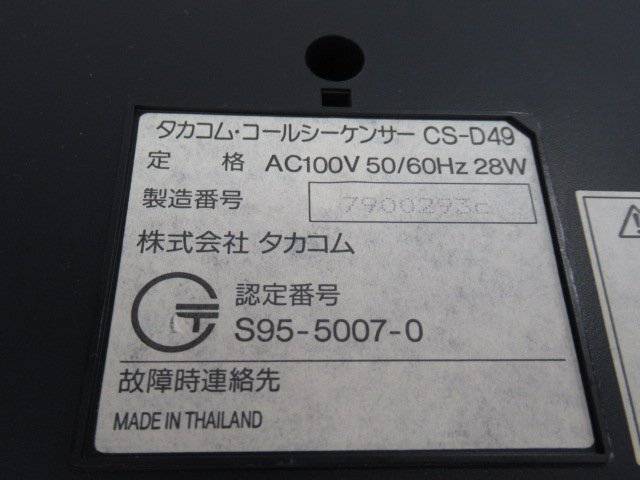 タカコム・コールシーケンサー CS-D49
定 格 AC100V 50/60Hz 28W
製造番号 7900293c
株式会社 タカコム
認定番号
S95-5007-0
故障時連絡先
MADE IN THAILAND